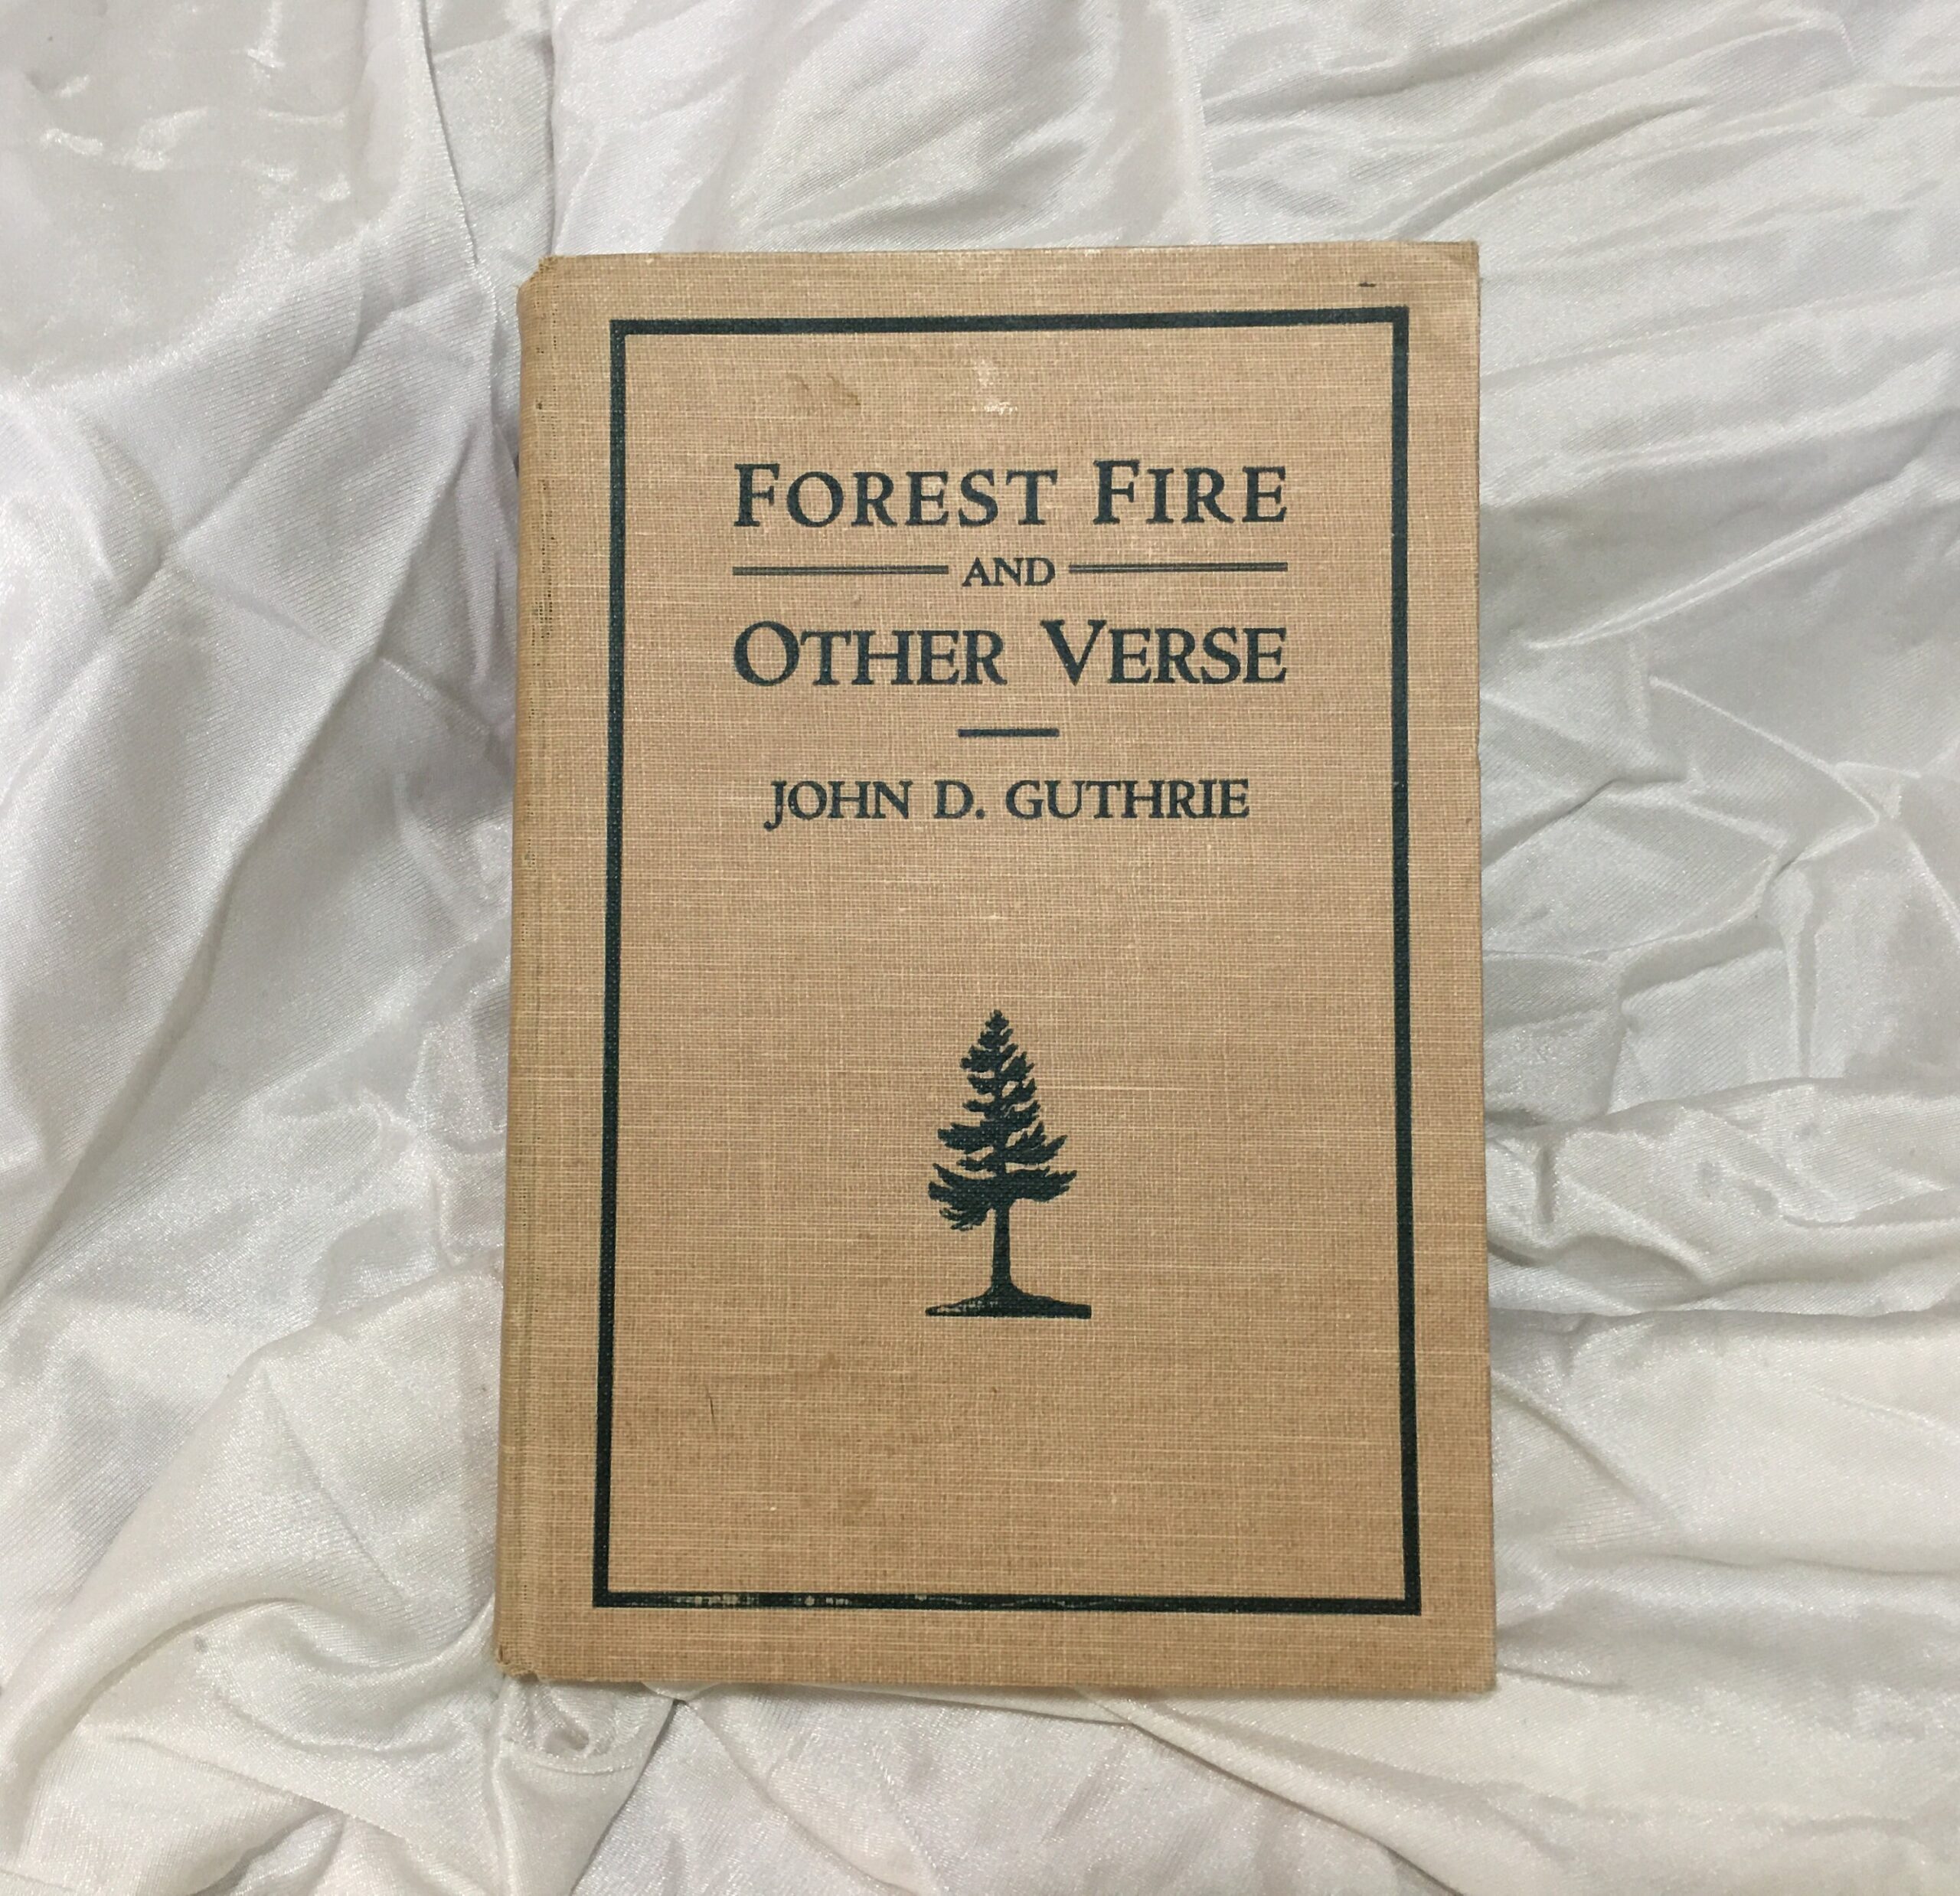 FOREST FIRE
AND
OTHER VERSE
JOHN D. GUTHRIE